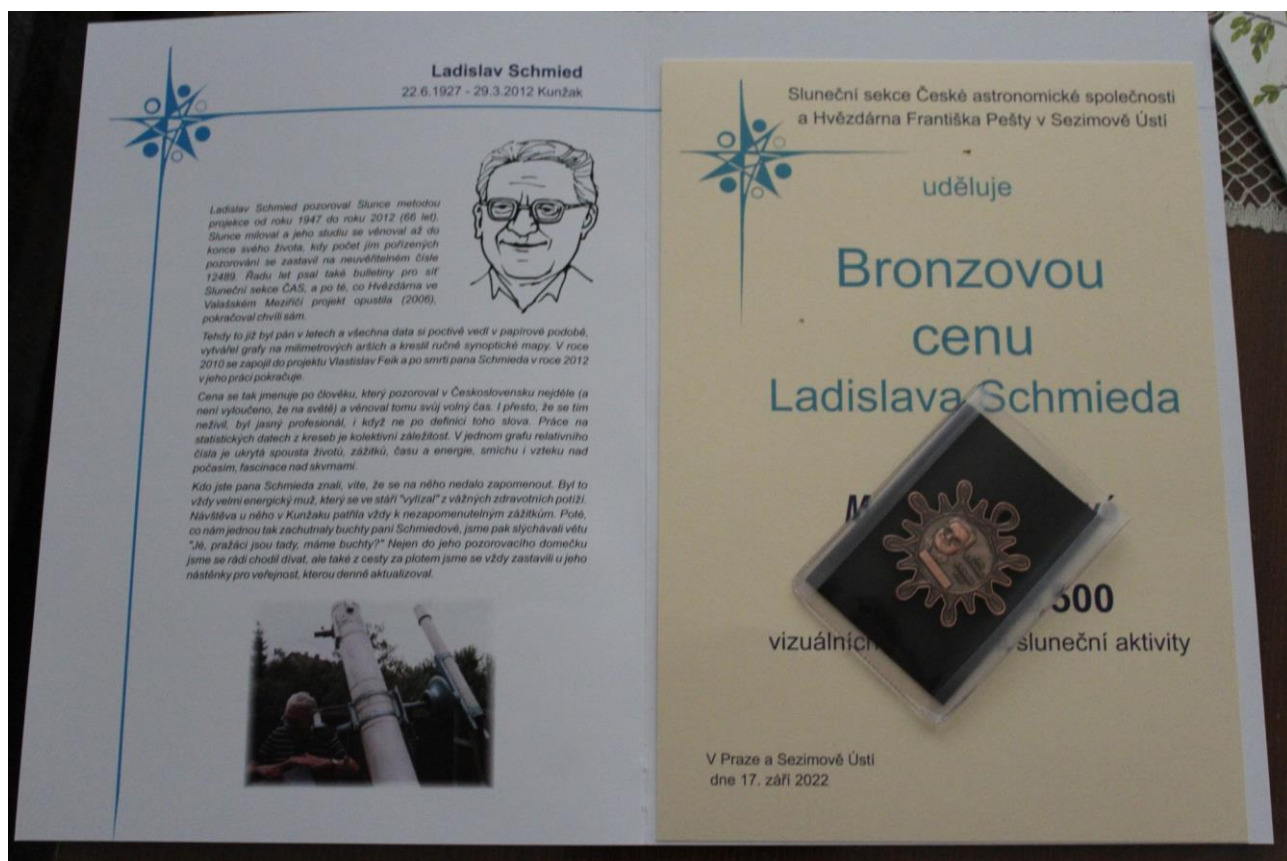 Ladislav Schmied
22.6.1927 - 29.3.2012 Kunžak
Ladislav Schmied pozoroval Slunce metodou
projekce od roku 1947 do roku 2012 (66 let).
Slunce miloval a jeho studiu se věnoval až do
konce svého života, kdy počet jím pořízených
pozorování se zastavil na neuvěřitelném čísle
12489. Řadu let psal také bulletiny pro síť
Sluneční sekce ČAS, a po té, co Hvězdárna ve
Valašském Meziříčí projekt opustila (2006),
pokračoval chvíli sám.
Tehdy to již byl pán v letech a všechna data si poctivě vedl v papírové podobě,
vytvářel grafy na milimetrových arších a kreslil ručně synoptické mapy. V roce
2010 se zapojil do projektu Vlastislav Feik a po smrti pana Schmieda v roce 2012
v jeho práci pokračuje.
Cena se tak jmenuje po člověku, který pozoroval v Československu nejdéle (a
není vyloučeno, že na světě) a věnoval tomu svůj volný čas. I přesto, že se tím
neživil, byl jasný profesionál, i když ne po definici toho slova. Práce na
statistických datech z kreseb je kolektivní záležitost. V jednom grafu relativního
čísla je ukrytá spousta životů, zážitků, času a energie, smíchu i vzteku nad
počasím, fascinace nad skvrnami.
Kdo jste pana Schmieda znali, víte, že se na něho nedalo zapomenout. Byl to
vždy velmi energický muž, který se ve stáří "vylízal" z vážných zdravotních potíží.
Návštěva u něho v Kunžaku patřila vždy k nezapomenutelným zážitkům. Poté,
co nám jednou tak zachutnaly buchty paní Schmiedové, jsme pak slýchávali větu
"Jé, pražáci jsou tady, máme buchty?" Nejen do jeho pozorovacího domečku
jsme se rádi chodil dívat, ale také z cesty za plotem jsme se vždy zastavili u jeho
nástěnky pro veřejnost, kterou denně aktualizoval.
Sluneční sekce České astronomické společnosti
a Hvězdárna Františka Pešty v Sezimově Ústí
uděluje
Bronzovou
cenu
Ladislava Schmieda
500
vizuálních sluneční aktivity
V Praze a Sezimově Ústí
dne 17. září 2022